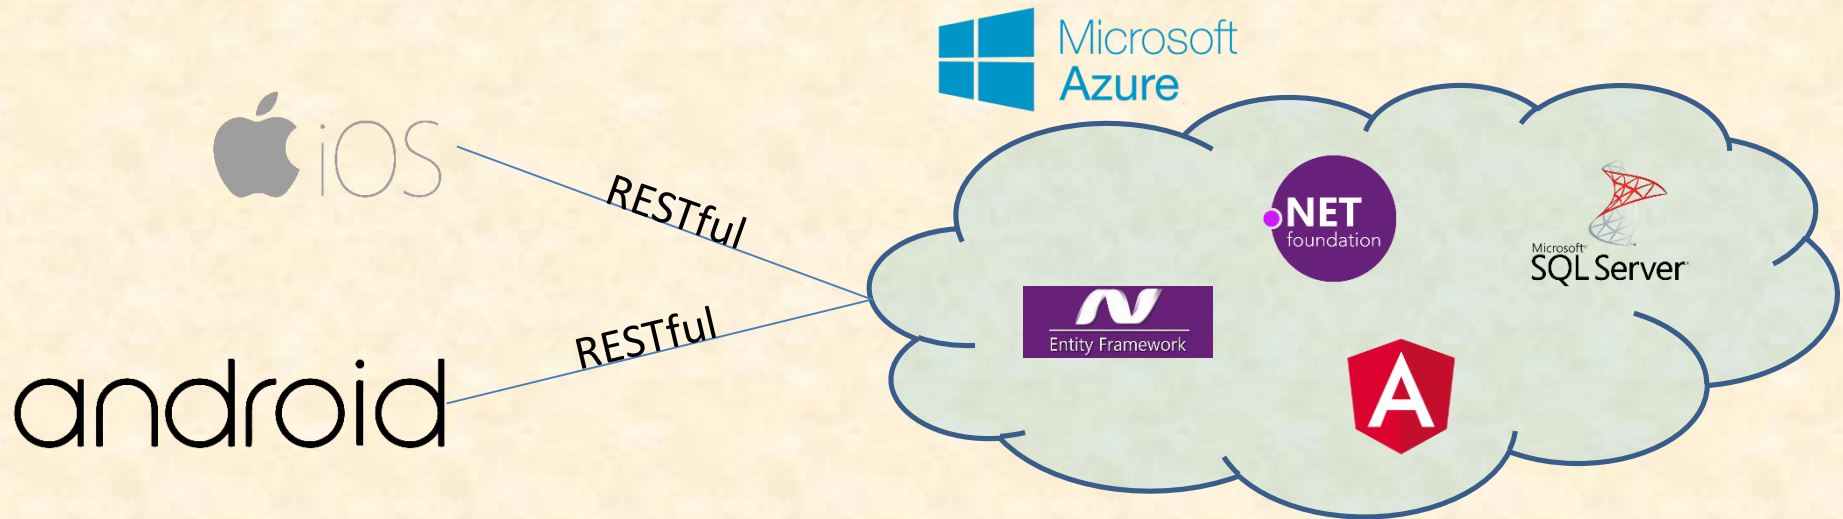 Microsoft
Azure
iOS
RESTful
.NET
foundation
Microsoft®
SQL Server
Entity Framework
RESTful
android
A